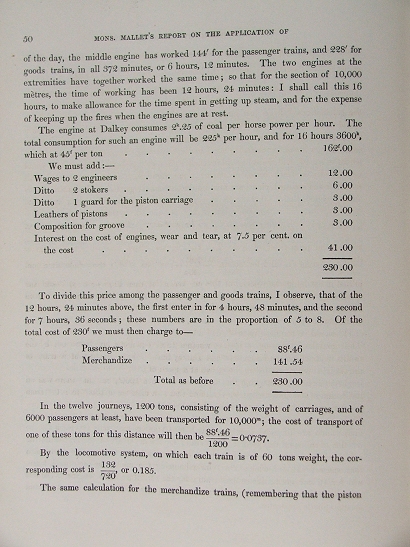 50 MONS. MALLET'S REPORT ON THE APPLICATION OF
of the day, the middle engine has worked 144′ for the passenger trains, and 228′ for
goods trains, in all 372 minutes, or 6 hours, 12 minutes. The two engines at the
extremities have together worked the same time; so that for the section of 10,000
mètres, the time of working has been 12 hours, 24 minutes: I shall call this 16
hours, to make allowance for the time spent in getting up steam, and for the expense
of keeping up the fires when the engines are at rest.
The engine at Dalkey consumes 2ᵏ.25 of coal per horse power per hour. The
total consumption for such an engine will be 225ᵏ per hour, and for 16 hours 3600ᵏ,
which at 45ᶠ per ton . . . . . . . . 162ᶠ.00
We must add:—
Wages to 2 engineers . . . . . . . . 12.00
Ditto 2 stokers . . . . . . . . 6.00
Ditto 1 guard for the piston carriage . . . . . 3.00
Leathers of pistons . . . . . . . . 3.00
Composition for groove . . . . . . . 3.00
Interest on the cost of engines, wear and tear, at 7.5 per cent. on
the cost . . . . . . . . 41.00
230.00
To divide this price among the passenger and goods trains, I observe, that of the
12 hours, 24 minutes above, the first enter in for 4 hours, 48 minutes, and the second
for 7 hours, 36 seconds; these numbers are in the proportion of 5 to 8. Of the
total cost of 230ᶠ we must then charge to—
Passengers . . . . . . 88ᶠ.46
Merchandize . . . . . . 141.54
Total as before . . 230.00
In the twelve journeys, 1200 tons, consisting of the weight of carriages, and of
6000 passengers at least, have been transported for 10,000ᵐ; the cost of transport of
one of these tons for this distance will then be 88ᶠ.46/1200 = 0·0737.
By the locomotive system, on which each train is of 60 tons weight, the cor-
responding cost is 132/720, or 0.185.
The same calculation for the merchandize trains, (remembering that the piston